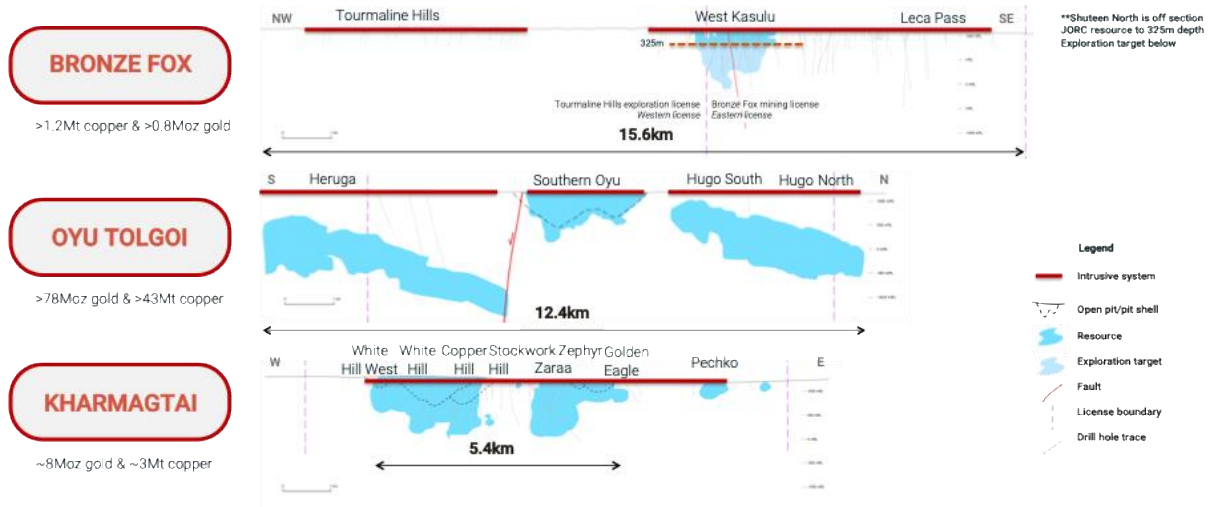 BRONZE FOX
>1.2Mt copper & >0.8Moz gold
NW
Tourmaline Hills
West Kasulu
Leca Pass
SE
325m
Tourmaline Hills exploration license
Western license
Bronze Fox mining license
Eastern license
15.6km
**Shuteen North is off section
JORC resource to 325m depth
Exploration target below
OYU TOLGOI
>78Moz gold & >43Mt copper
S
Heruga
Southern Oyu
Hugo South
Hugo North
N
12.4km
KHARMAGTAI
~8Moz gold & ~3Mt copper
W
White
Hill West
White
Hill
Copper
Hill
Stockwork
Hill
Zephyr
Zaraa
Golden
Eagle
Pechko
E
5.4km
Legend
Intrusive system
Open pit/pit shell
Resource
Exploration target
Fault
License boundary
Drill hole trace